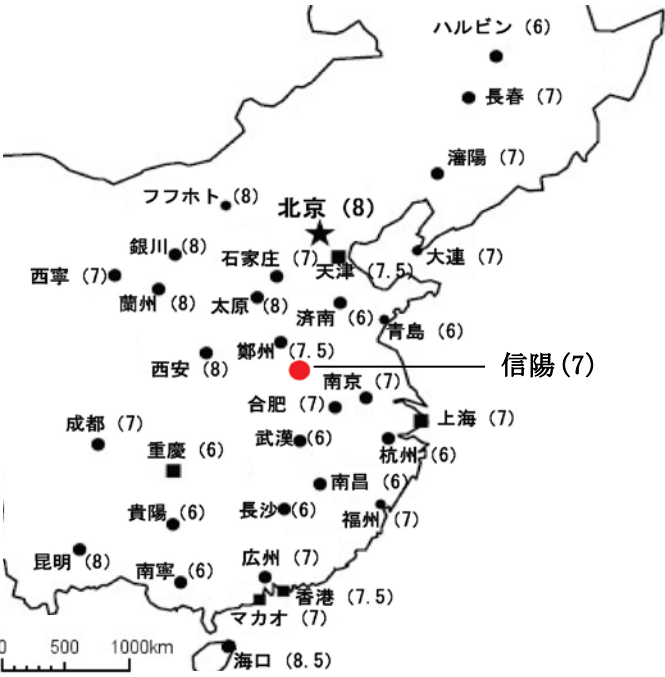 ハルビン (6)
長春 (7)
瀋陽 (7)
フフホト (8)
北京 (8)
銀川 (8)
石家庄 (7)
天津 (7.5)
大連 (7)
西寧 (7)
蘭州 (8)
太原 (8)
済南 (6)
青島 (6)
鄭州 (7.5)
西安 (8)
信陽 (7)
南京 (7)
合肥 (7)
上海 (7)
成都 (7)
武漢 (6)
杭州 (6)
重慶 (6)
南昌 (6)
貴陽 (6)
長沙 (6)
福州 (7)
昆明 (8)
南寧 (6)
広州 (7)
香港 (7.5)
マカオ (7)
0 500 1000km
海口 (8.5)